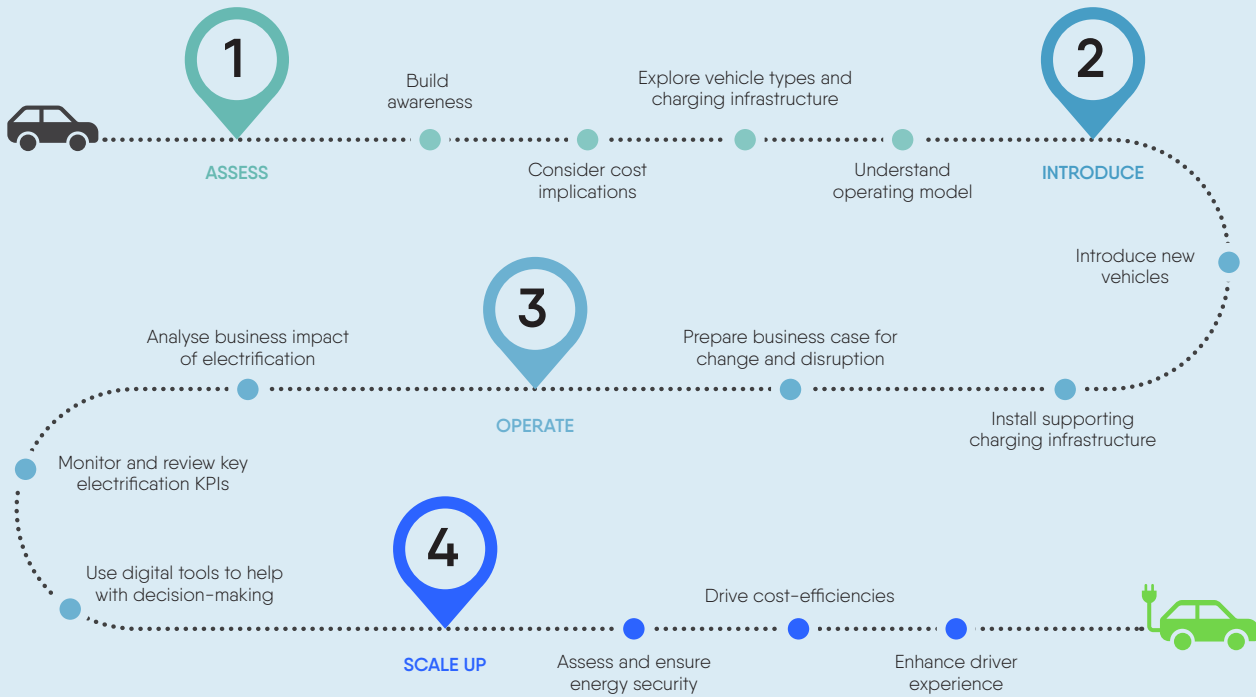 1
ASSESS
Build
awareness
Consider cost
implications
Explore vehicle types and
charging infrastructure
Understand
operating model
2
INTRODUCE
Introduce new
vehicles
Install supporting
charging infrastructure
Prepare business case for
change and disruption
3
OPERATE
Analyse business impact
of electrification
Monitor and review key
electrification KPIs
Use digital tools to help
with decision-making
4
SCALE UP
Assess and ensure
energy security
Drive cost-efficiencies
Enhance driver
experience